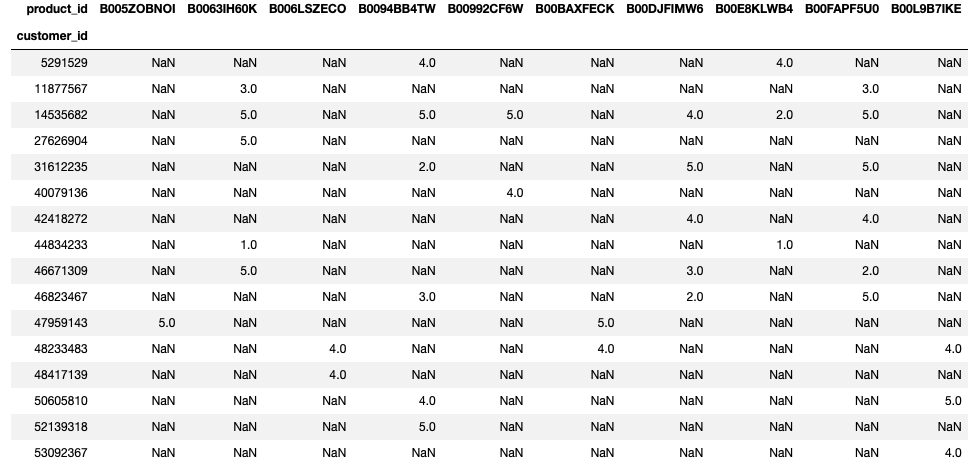 product_id B005ZOBNOI B0063IH60K B006LSZECO B0094BB4TW B00992CF6W B00BAXFECK B00DJFIMW6 B00E8KLWB4 B00FAPF5U0 B00L9B7IKE
customer_id
5291529 NaN NaN NaN 4.0 NaN NaN NaN 4.0 NaN NaN
11877567 NaN 3.0 NaN NaN NaN NaN NaN NaN 3.0 NaN
14535682 NaN 5.0 NaN 5.0 5.0 NaN 4.0 2.0 5.0 NaN
27626904 NaN 5.0 NaN NaN NaN NaN NaN NaN NaN NaN
31612235 NaN NaN NaN 2.0 NaN NaN 5.0 NaN 5.0 NaN
40079136 NaN NaN NaN NaN 4.0 NaN NaN NaN NaN NaN
42418272 NaN NaN NaN NaN NaN NaN 4.0 NaN 4.0 NaN
44834233 NaN 1.0 NaN NaN NaN NaN NaN 1.0 NaN NaN
46671309 NaN 5.0 NaN NaN NaN NaN 3.0 NaN 2.0 NaN
46823467 NaN NaN NaN 3.0 NaN NaN 2.0 NaN 5.0 NaN
47959143 5.0 NaN NaN NaN NaN 5.0 NaN NaN NaN NaN
48233483 NaN NaN 4.0 NaN NaN 4.0 NaN NaN NaN 4.0
48417139 NaN NaN 4.0 NaN NaN NaN NaN NaN NaN NaN
50605810 NaN NaN NaN 4.0 NaN NaN NaN NaN NaN 5.0
52139318 NaN NaN NaN 5.0 NaN NaN NaN NaN NaN NaN
53092367 NaN NaN NaN NaN NaN NaN NaN NaN NaN 4.0